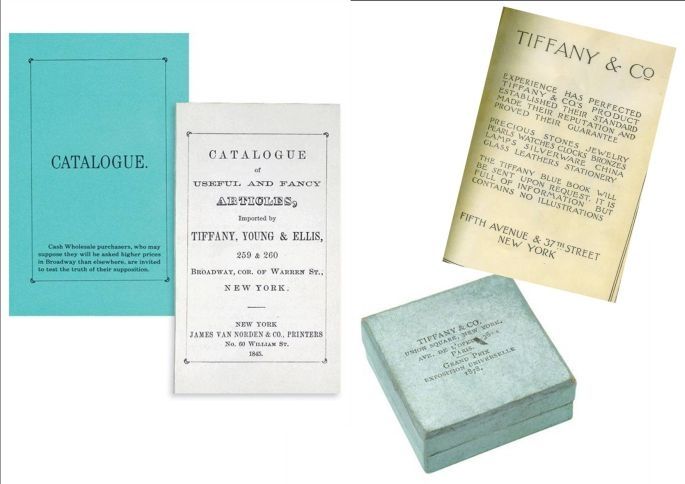 CATALOGUE.
Cash Wholesale purchasers, who may
suppose they will be asked higher prices
in Broadway than elsewhere, are invited
to test the truth of their supposition.
CATALOGUE
of
USEFUL AND FANCY
ARTICLES,
Imported by
TIFFANY, YOUNG & ELLIS,
259 & 260
BROADWAY, COR. OF WARREN ST.,
NEW YORK.
NEW YORK
JAMES VAN NORDEN & CO., PRINTERS
No. 60 WILLIAM ST.
1845.
TIFFANY & CO
EXPERIENCE HAS PERFECTED
TIFFANY & CO'S PRODUCT
ESTABLISHED THEIR STANDARD
MADE THEIR REPUTATION AND
PROVED THEIR GUARANTEE
PRECIOUS STONES JEWELRY
PEARLS WATCHES CLOCKS BRONZES
LAMPS SILVERWARE CHINA
GLASS LEATHERS STATIONERY
THE TIFFANY BLUE BOOK WILL
BE SENT UPON REQUEST. IT IS
FULL OF INFORMATION BUT
CONTAINS NO ILLUSTRATIONS
FIFTH AVENUE & 37TH STREET
NEW YORK
TIFFANY & CO.
UNION SQUARE, NEW YORK.
AVE. DE L'OPERA
PARIS.
GRAND PRIX
EXPOSITION UNIVERSELLE
1878.